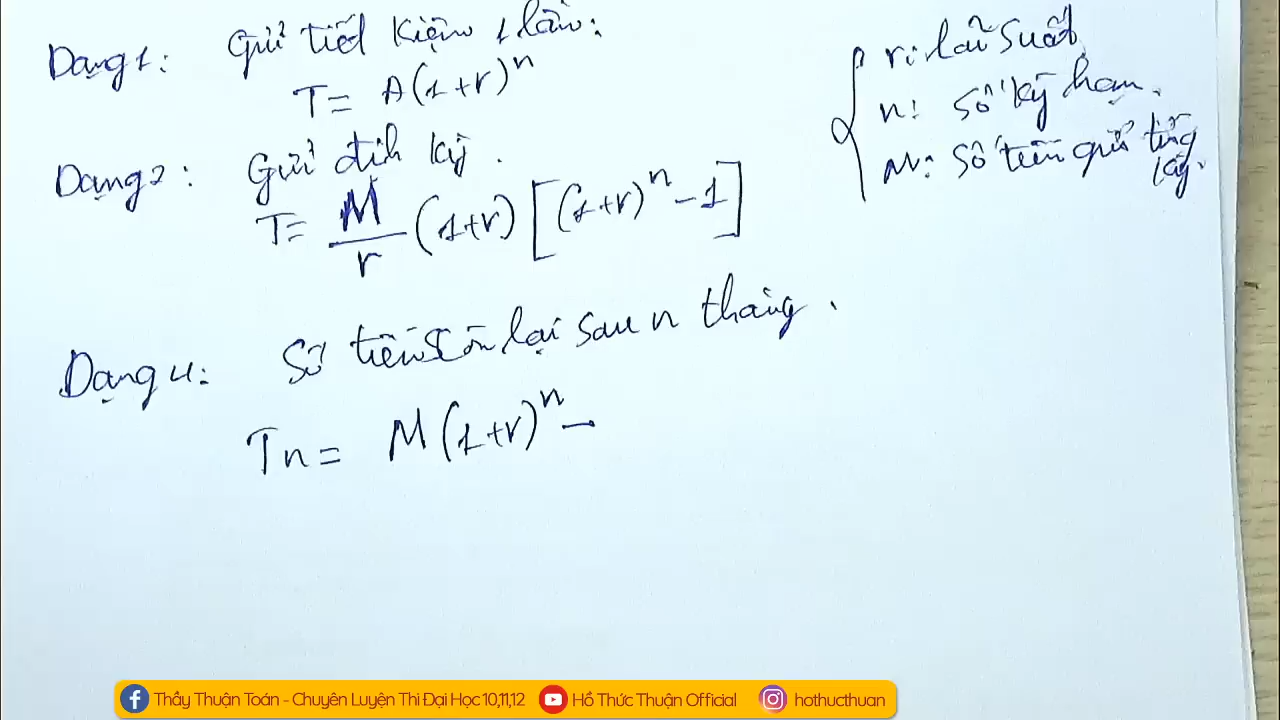 Dạng 1: Gửi tiết kiệm 1 lần:
T = A(1+r)^n
Dạng 2: Gửi định kỳ.
T = M/r (1+r) [(1+r)^n - 1]
r: lãi suất
n: số kỳ hạn.
M: số tiền gửi từng kỳ.
Dạng 4: Số tiền còn lại sau n tháng.
Tn = M(1+r)^n -
Thầy Thuận Toán - Chuyên Luyện Thi Đại Học 10,11,12
Hồ Thức Thuận Official
hothucthuan